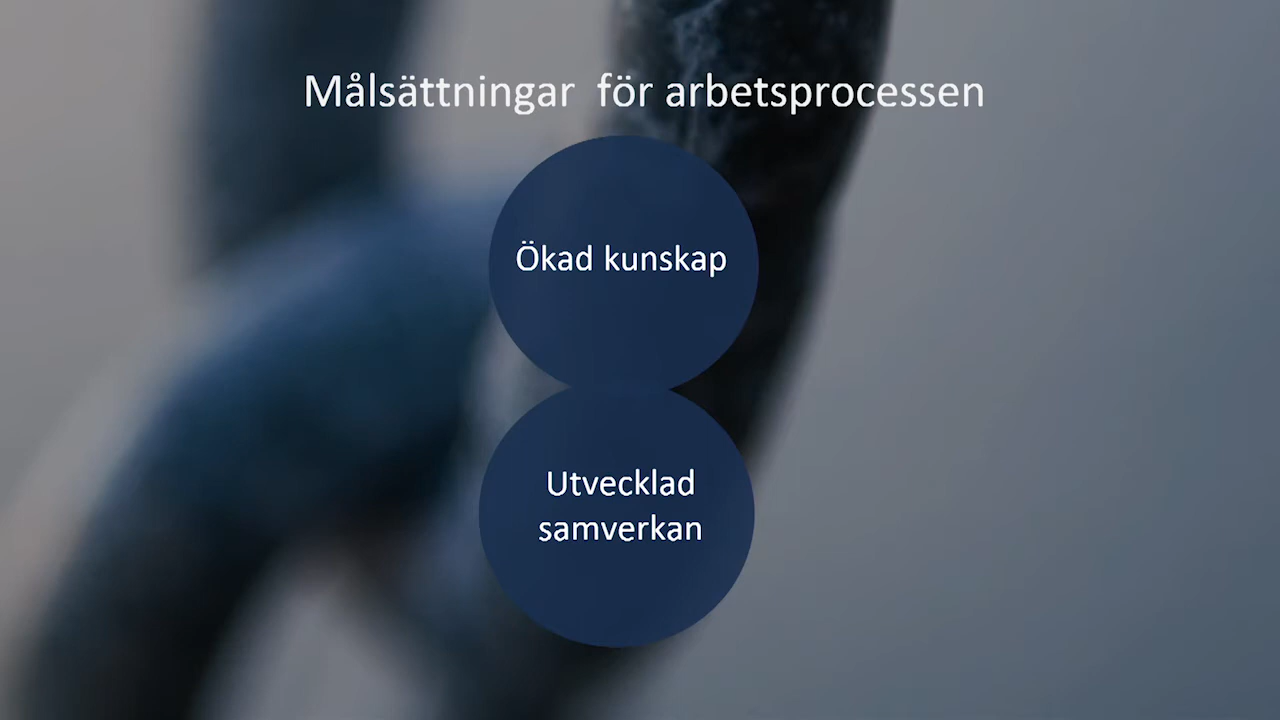 Målsättningar  för arbetsprocessen
Ökad kunskap
Utvecklad
samverkan